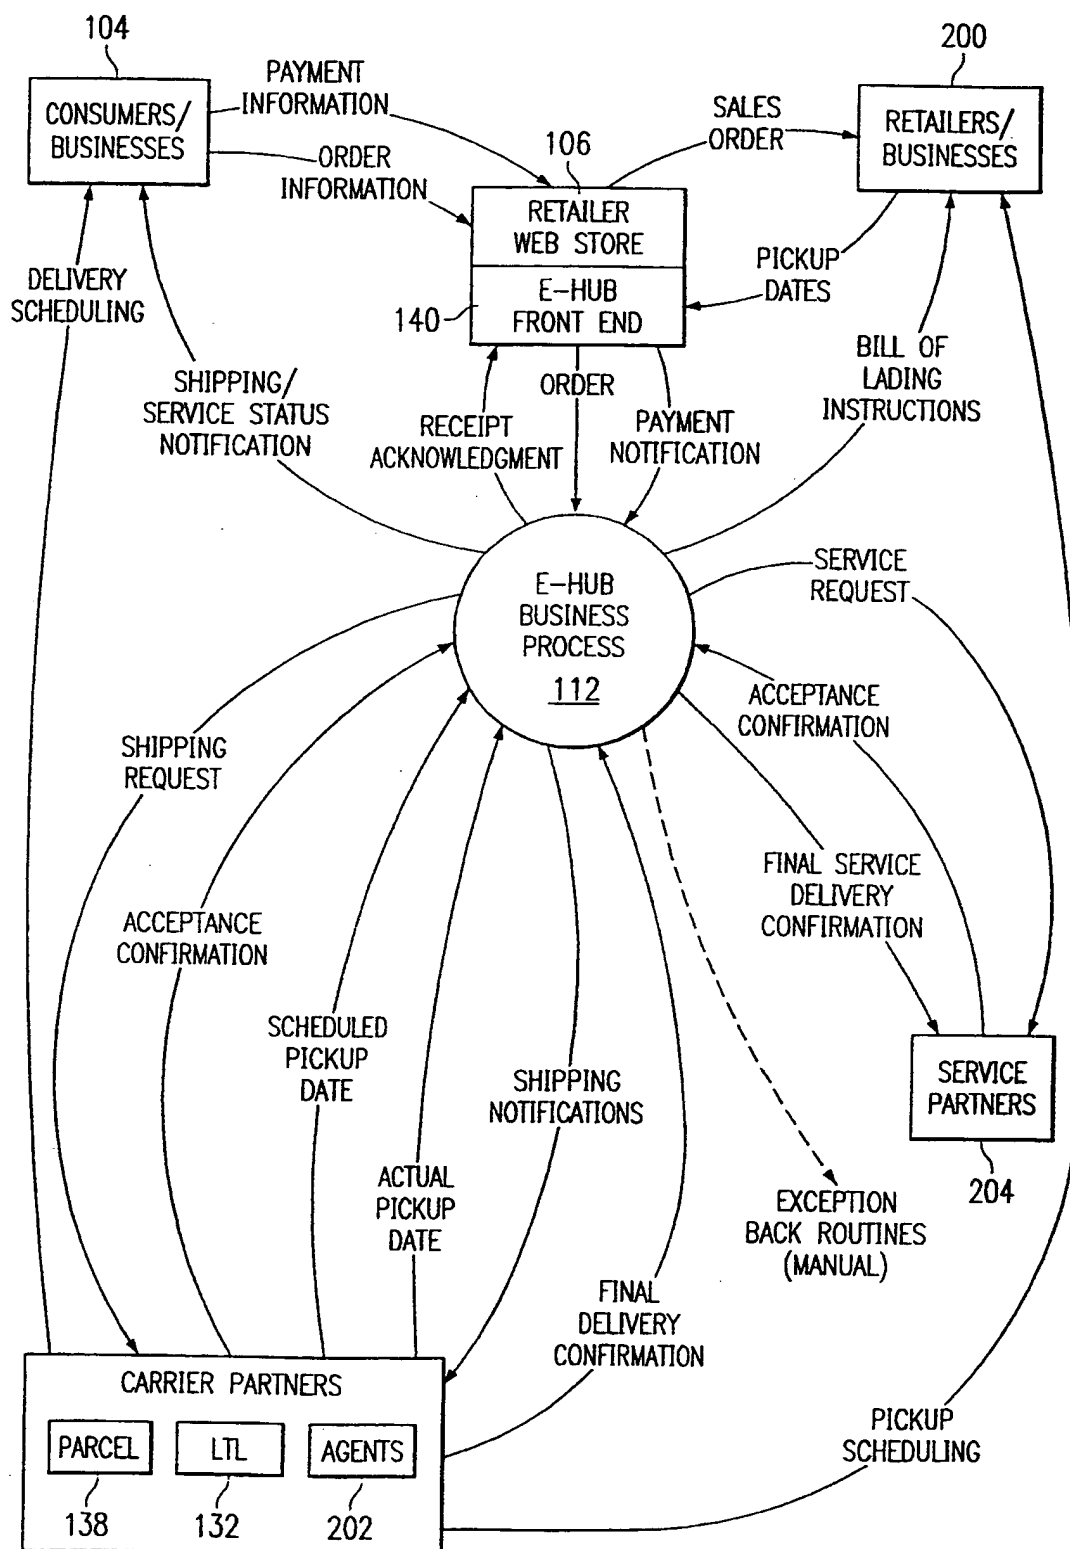 104
CONSUMERS/
BUSINESSES
PAYMENT
INFORMATION
ORDER
INFORMATION
106
RETAILER
WEB STORE
E-HUB
FRONT END
140
SALES
ORDER
200
RETAILERS/
BUSINESSES
PICKUP
DATES
DELIVERY
SCHEDULING
SHIPPING/
SERVICE STATUS
NOTIFICATION
RECEIPT
ACKNOWLEDGMENT
ORDER
PAYMENT
NOTIFICATION
BILL OF
LADING
INSTRUCTIONS
E-HUB
BUSINESS
PROCESS
112
SERVICE
REQUEST
ACCEPTANCE
CONFIRMATION
SHIPPING
REQUEST
FINAL SERVICE
DELIVERY
CONFIRMATION
ACCEPTANCE
CONFIRMATION
SCHEDULED
PICKUP
DATE
SHIPPING
NOTIFICATIONS
SERVICE
PARTNERS
204
ACTUAL
PICKUP
DATE
EXCEPTION
BACK ROUTINES
(MANUAL)
FINAL
DELIVERY
CONFIRMATION
CARRIER PARTNERS
PARCEL
LTL
AGENTS
138
132
202
PICKUP
SCHEDULING